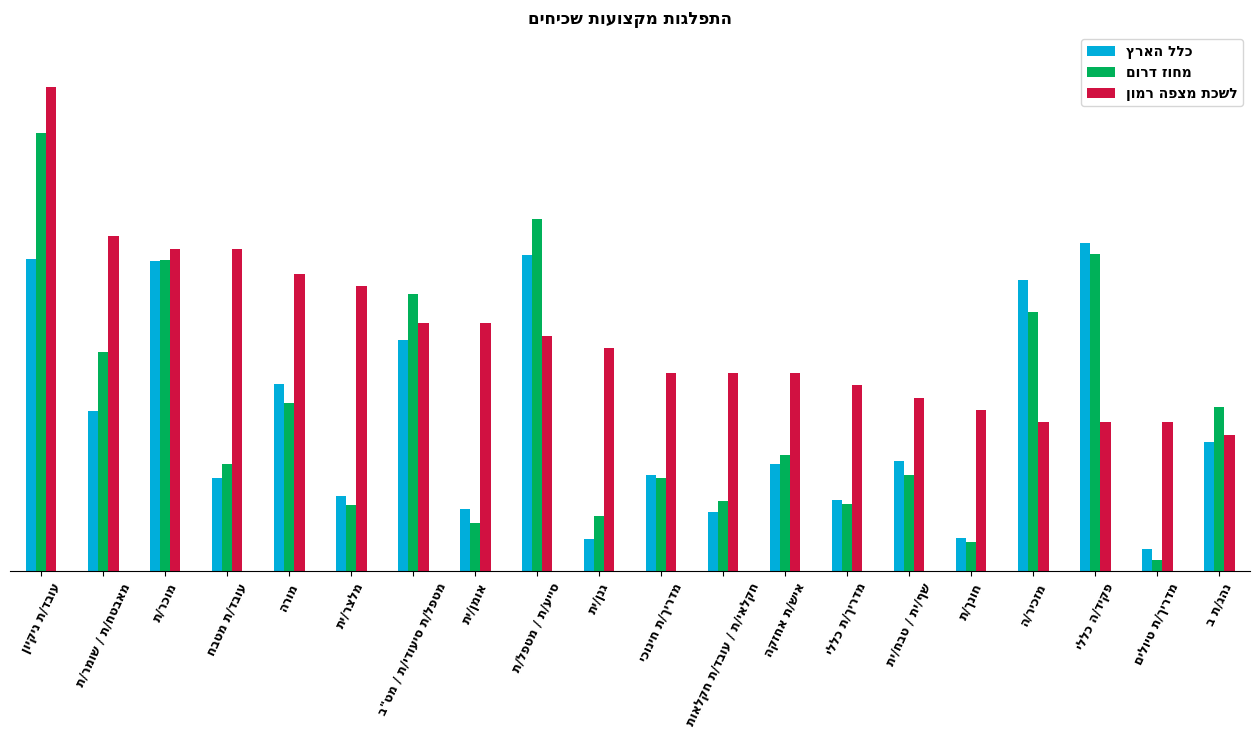 התפלגות מקצועות שכיחים
כלל הארץ
מחוז דרום
לשכת מצפה רמון
עובד/ת ניקיון
מאבטח/ת / שומר/ת
מוכר/ת
עובד/ת מטבח
מורה
מלצר/ית
מטפל/ת סיעודי/ת / מט"ב
אומן/ית
סייע/ת / מטפל/ת
גנן/ית
מדריך/ת חינוכי
חקלאי/ת / עובד/ת חקלאות
איש/ת אחזקה
מדריך/ת כללי
שף/ית / טבח/ית
חונך/ת
מזכיר/ה
פקיד/ה כללי
מדריך/ת טיולים
נהג/ת ב